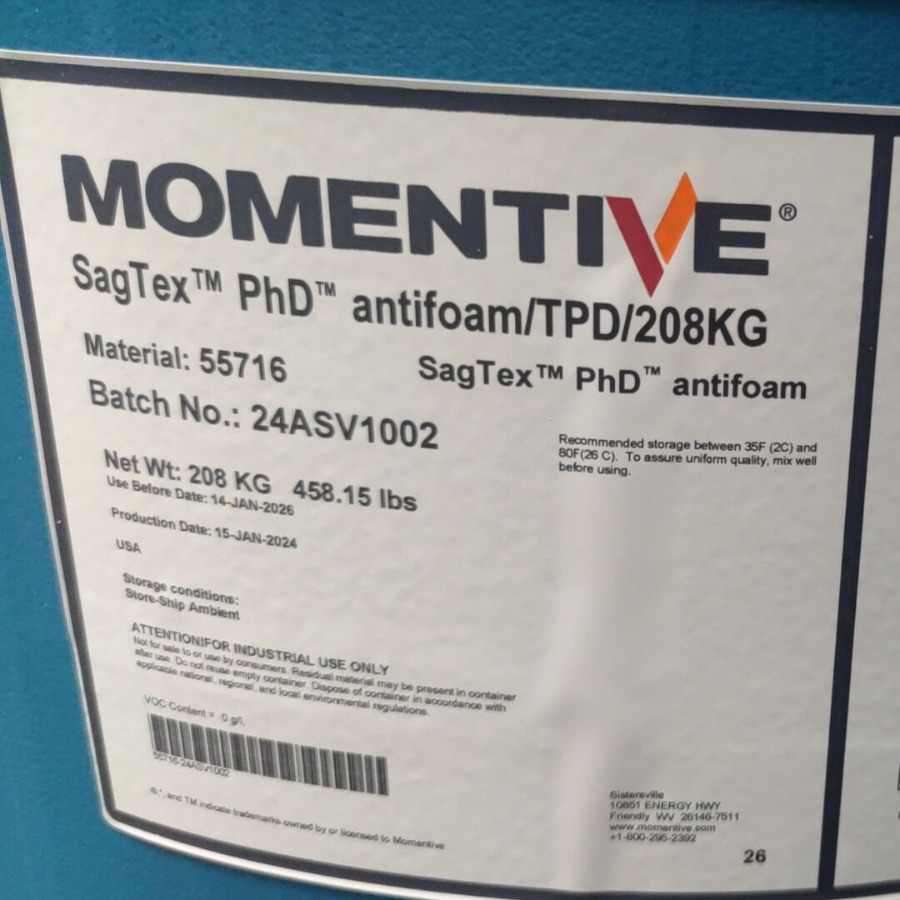 MOMENTIVE®
SagTex™ PhD™ antifoam/TPD/208KG
Material: 55716
SagTex™ PhD™ antifoam
Batch No.: 24ASV1002
Recommended storage between 35F (2C) and
80F(26 C). To assure uniform quality, mix well
before using.
Net Wt: 208 KG 458.15 lbs
Use Before Date: 14-JAN-2026
Production Date: 15-JAN-2024
USA
Storage conditions:
Store-Ship Ambient
ATTENTION!FOR INDUSTRIAL USE ONLY
Not for sale to or use by consumers. Residual material may be present in container
after use. Do not reuse empty container. Dispose of container in accordance with
applicable national, regional, and local environmental regulations.
VOC Content = 0 g/l.
55716-24ASV1002
®,*, and TM indicate trademarks owned by or licensed to Momentive
Sistersville
10851 ENERGY HWY
Friendly WV 26146-7511
www.momentive.com
+1-800-295-2392
26